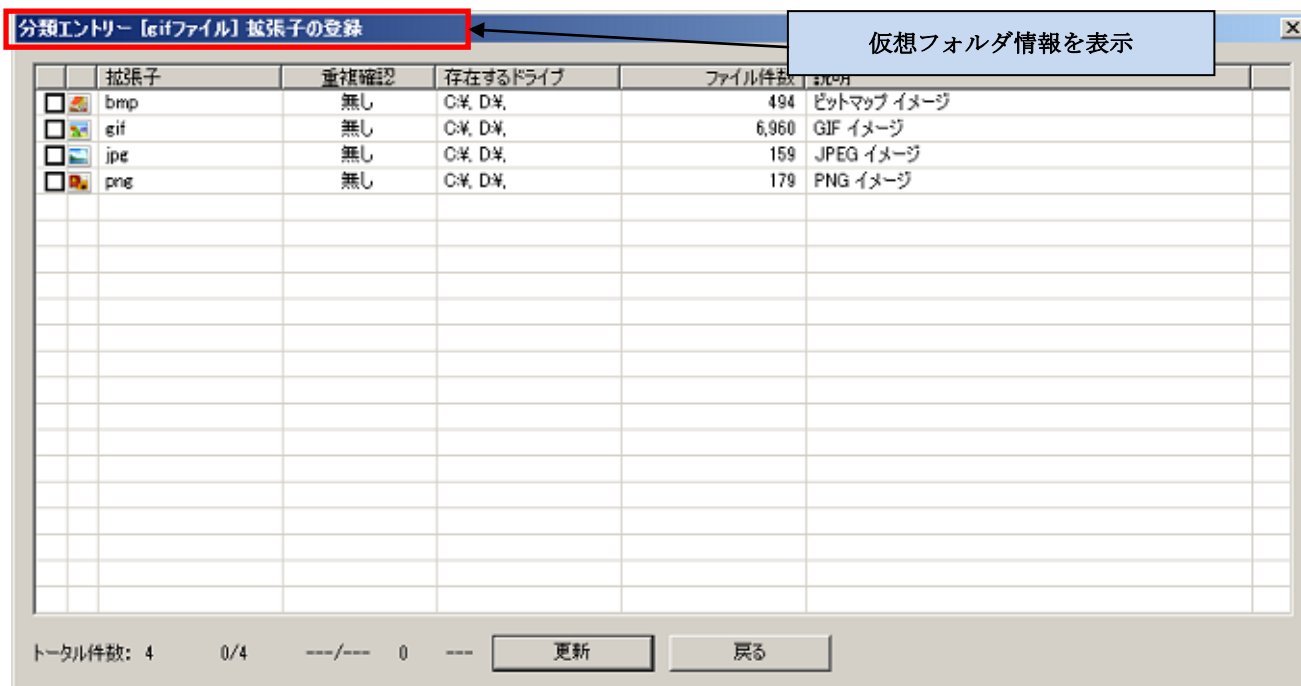 分類エントリー [gifファイル] 拡張子の登録
仮想フォルダ情報を表示
拡張子 重複確認 存在するドライブ ファイル件数 説明
bmp 無し C:¥, D:¥, 494 ビットマップ イメージ
gif 無し C:¥, D:¥, 6,960 GIF イメージ
jpg 無し C:¥, D:¥, 159 JPEG イメージ
png 無し C:¥, D:¥, 179 PNG イメージ
トータル件数: 4 0/4 ---/--- 0 --- 更新 戻る